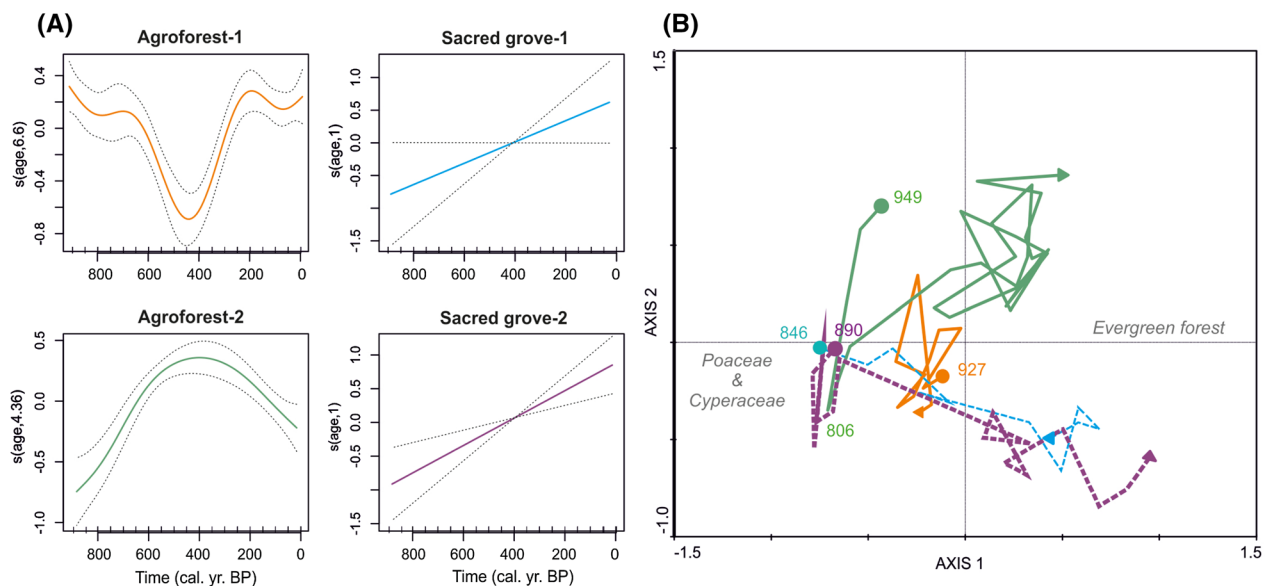 (A)
Agroforest-1
s(age,6.6)
0.4
0.0
-0.4
-0.8
800 600 400 200 0
Sacred grove-1
s(age,1)
1.0
0.5
0.0
-0.5
-1.5
800 600 400 200 0
Agroforest-2
s(age,4.36)
0.5
0.0
-0.5
-1.0
800 600 400 200 0
Time (cal. yr. BP)
Sacred grove-2
s(age,1)
1.0
0.5
0.0
-0.5
-1.5
800 600 400 200 0
Time (cal. yr. BP)
(B)
1.5
949
AXIS 2
846 890
Evergreen forest
Poaceae
&
Cyperaceae
927
806
-1.0
-1.5
AXIS 1
1.5